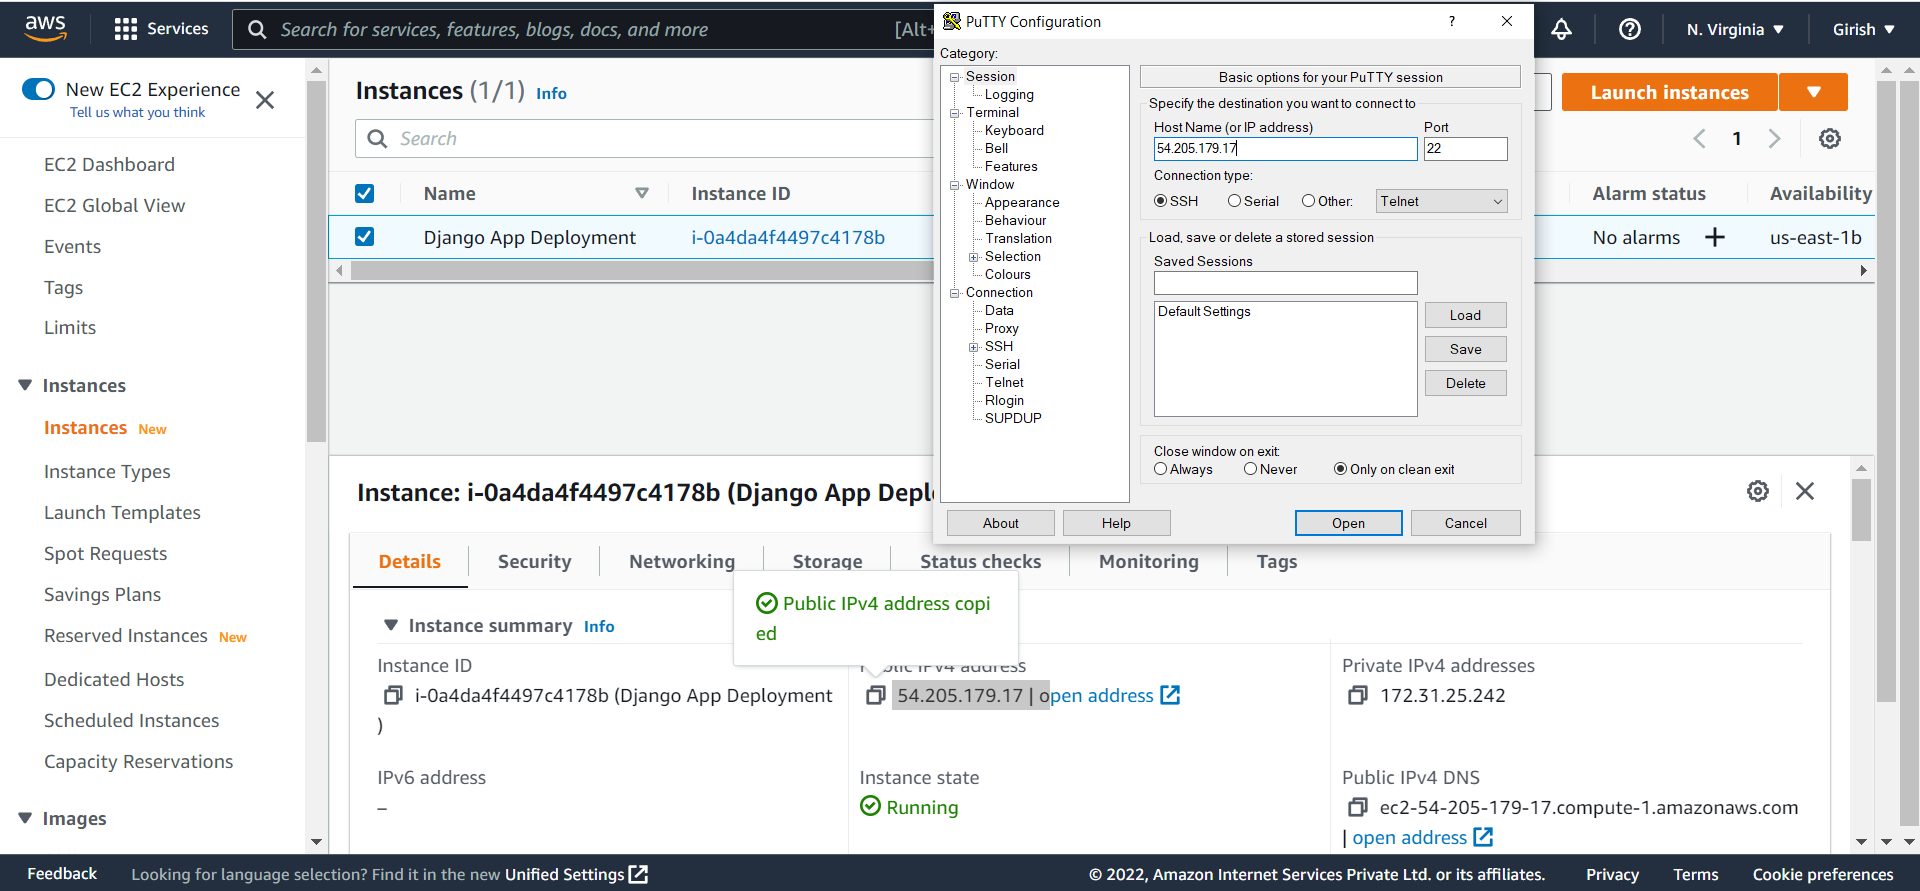 aws
Services
Search for services, features, blogs, docs, and more
[Alt+
N. Virginia
Girish
New EC2 Experience
Tell us what you think
EC2 Dashboard
EC2 Global View
Events
Tags
Limits
Instances
Instances New
Instance Types
Launch Templates
Spot Requests
Savings Plans
Reserved Instances New
Dedicated Hosts
Scheduled Instances
Capacity Reservations
Images
Instances (1/1) Info
Launch instances
Search
1
Name
Instance ID
Alarm status
Availability
Django App Deployment
i-0a4da4f4497c4178b
No alarms
us-east-1b
PuTTY Configuration
?
Category:
Session
Logging
Terminal
Keyboard
Bell
Features
Window
Appearance
Behaviour
Translation
Selection
Colours
Connection
Data
Proxy
SSH
Serial
Telnet
Rlogin
SUPDUP
Basic options for your PuTTY session
Specify the destination you want to connect to
Host Name (or IP address)
Port
54.205.179.17
22
Connection type:
SSH
Serial
Other:
Telnet
Load, save or delete a stored session
Saved Sessions
Default Settings
Load
Save
Delete
Close window on exit:
Always
Never
Only on clean exit
About
Help
Open
Cancel
Instance: i-0a4da4f4497c4178b (Django App Depl
Details
Security
Networking
Storage
Status checks
Monitoring
Tags
Public IPv4 address copi
ed
Instance summary Info
Instance ID
i-0a4da4f4497c4178b (Django App Deployment
)
Public IPv4 address
54.205.179.17 | open address
Private IPv4 addresses
172.31.25.242
IPv6 address
–
Instance state
Running
Public IPv4 DNS
ec2-54-205-179-17.compute-1.amazonaws.com
| open address
Feedback
Looking for language selection? Find it in the new Unified Settings
© 2022, Amazon Internet Services Private Ltd. or its affiliates.
Privacy
Terms
Cookie preferences